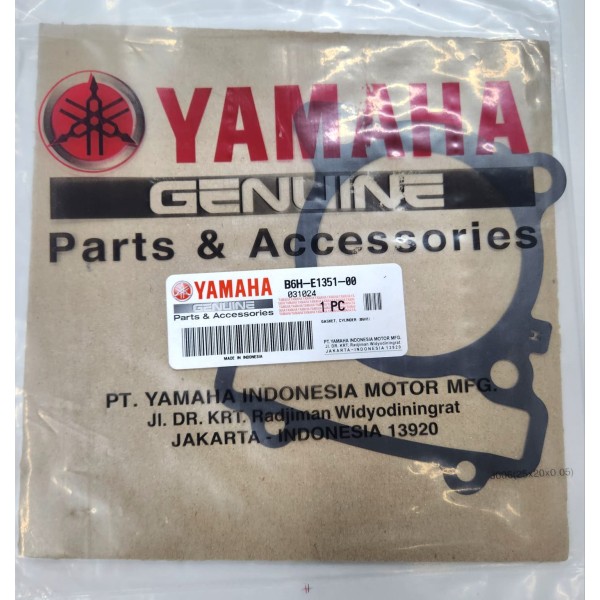 YAMAHA
GENUINE
Parts & Accessories
YAMAHA
GENUINE
Parts & Accessories
MADE IN INDONESIA
B6H-E1351-00
031024
1 PC
GASKET, CYLINDER (B6H1)
PT. YAMAHA INDONESIA MOTOR MFG.
JL. DR. KRT. Radjiman Widyodiningrat
JAKARTA-INDONESIA 13920
PT. YAMAHA INDONESIA MOTOR MFG.
Jl. DR. KRT. Radjiman Widyodiningrat
JAKARTA - INDONESIA 13920